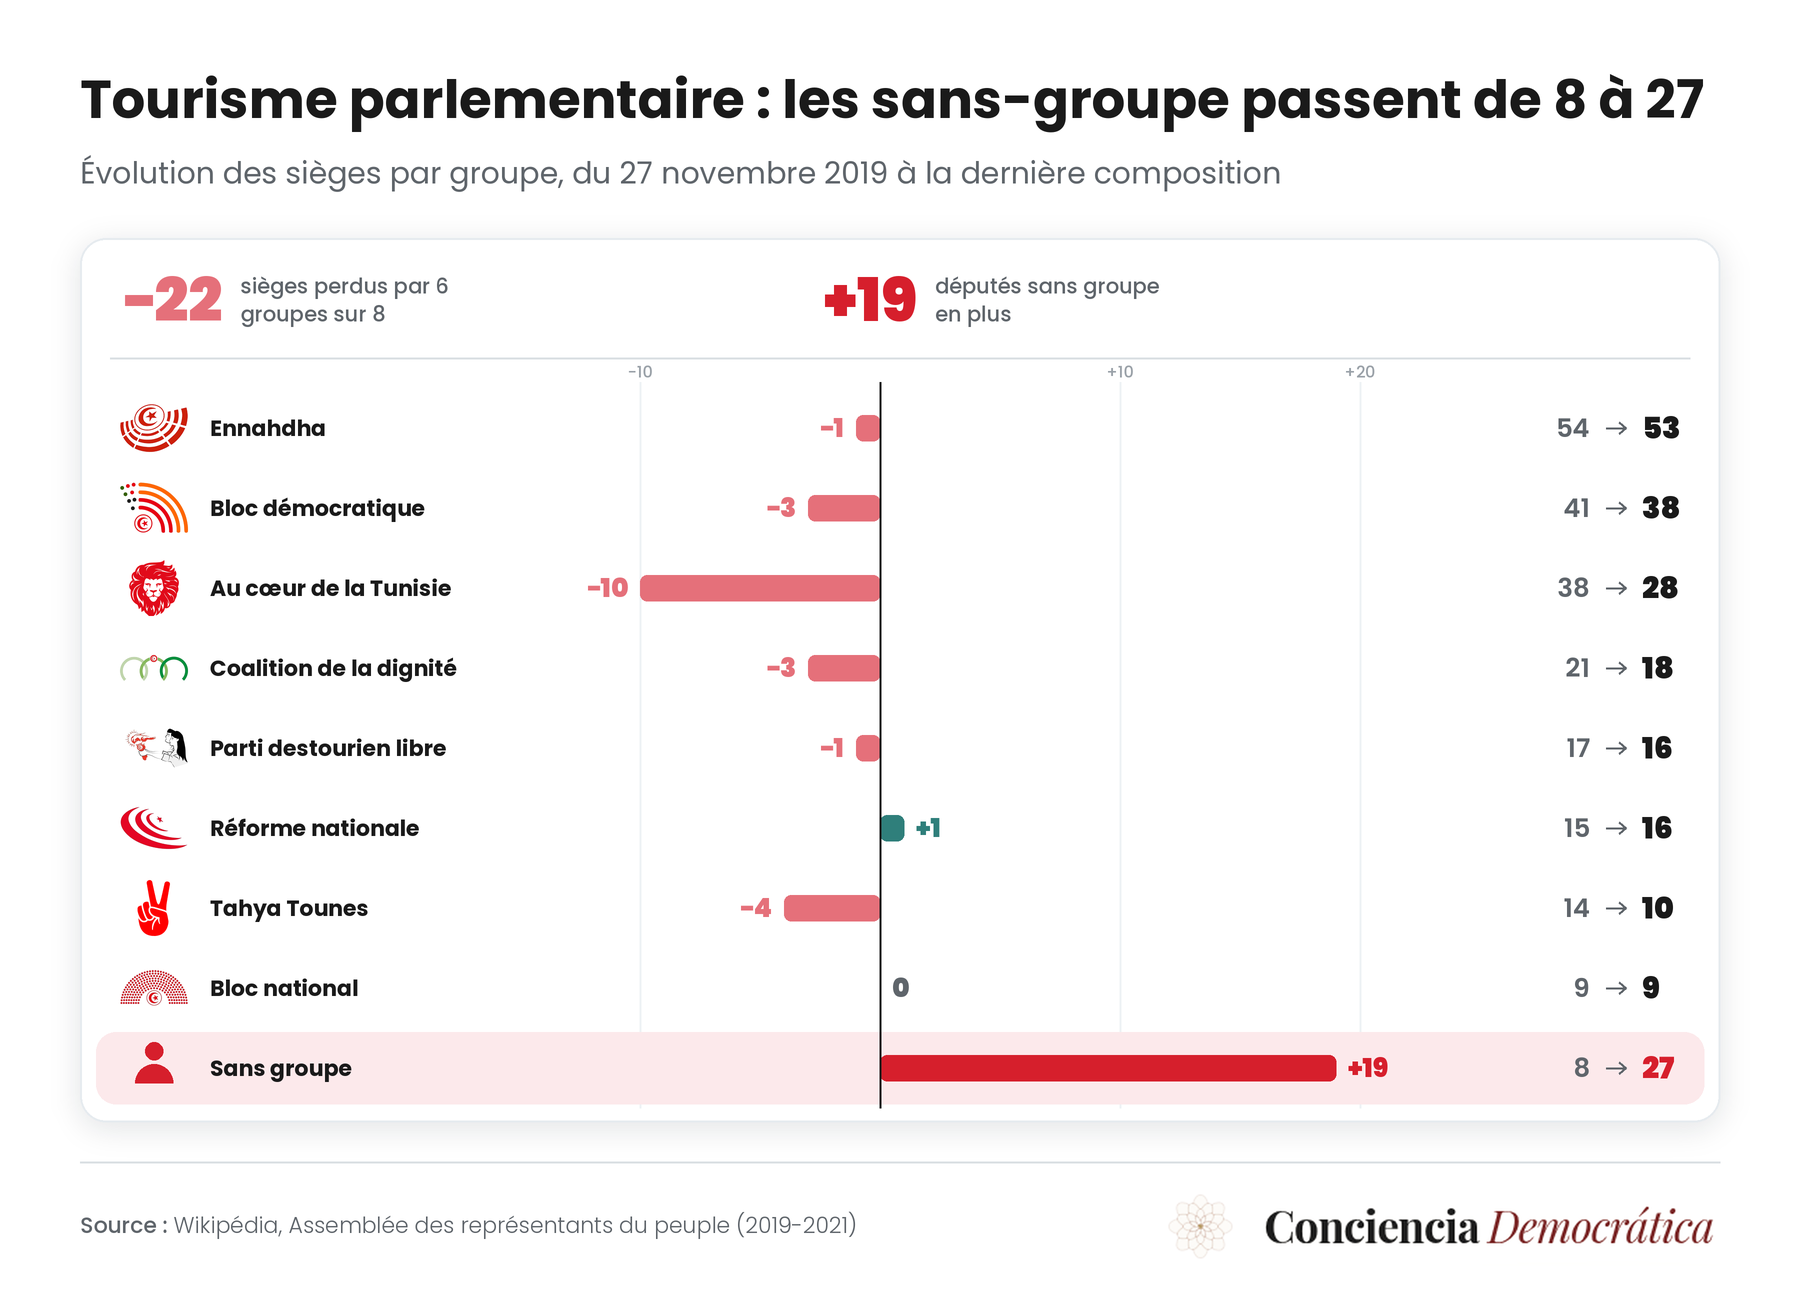 Tourisme parlementaire : les sans-groupe passent de 8 à 27
Évolution des sièges par groupe, du 27 novembre 2019 à la dernière composition
−22 sièges perdus par 6
groupes sur 8
+19 députés sans groupe
en plus
−10 +10 +20
Ennahdha −1 54 → 53
Bloc démocratique −3 41 → 38
Au cœur de la Tunisie −10 38 → 28
Coalition de la dignité −3 21 → 18
Parti destourien libre −1 17 → 16
Réforme nationale +1 15 → 16
Tahya Tounes −4 14 → 10
Bloc national 0 9 → 9
Sans groupe +19 8 → 27
Source : Wikipédia, Assemblée des représentants du peuple (2019-2021)
Conciencia Democrática